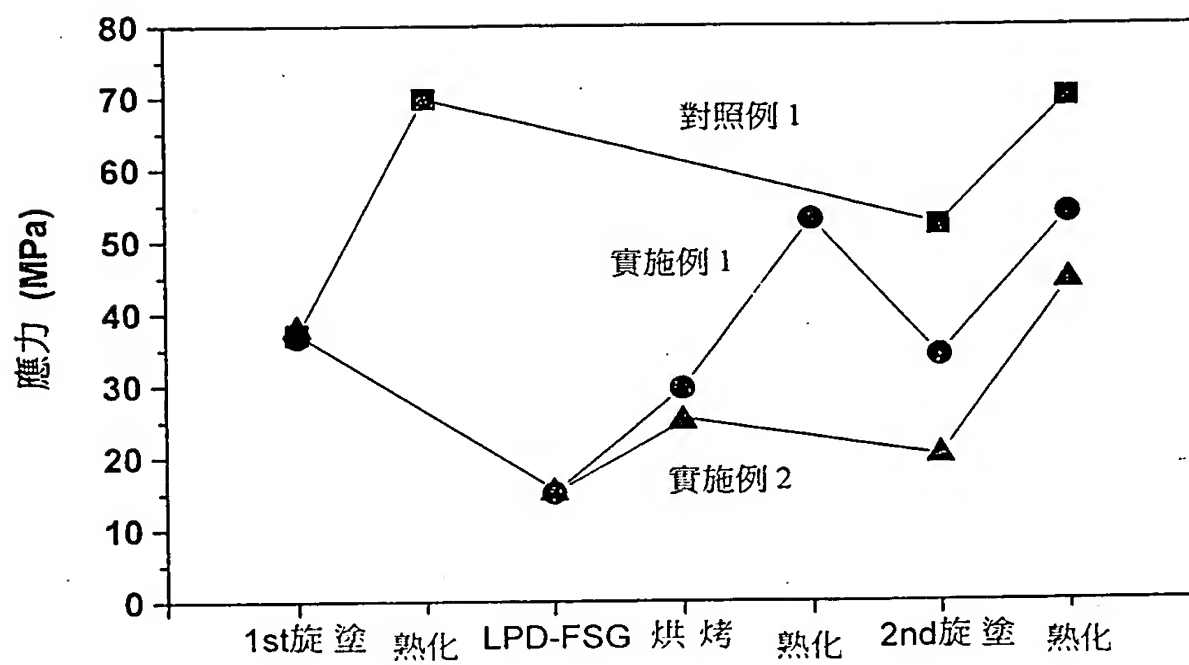 80
70
60
50
40
30
20
10
0
應力 (MPa)
對照例 1
實施例 1
實施例 2
1st旋塗
熟化
LPD-FSG
烘烤
熟化
2nd旋塗
熟化